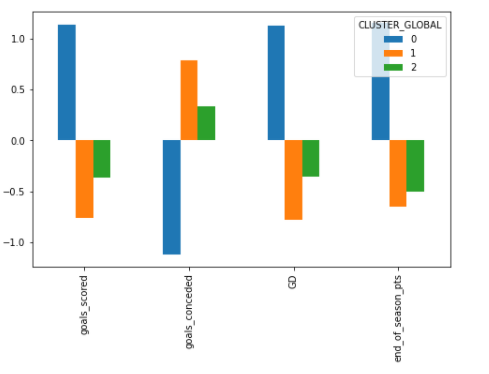 CLUSTER_GLOBAL
0
1
2
1.0
0.5
0.0
−0.5
−1.0
goals_scored
goals_conceded
GD
end_of_season_pts